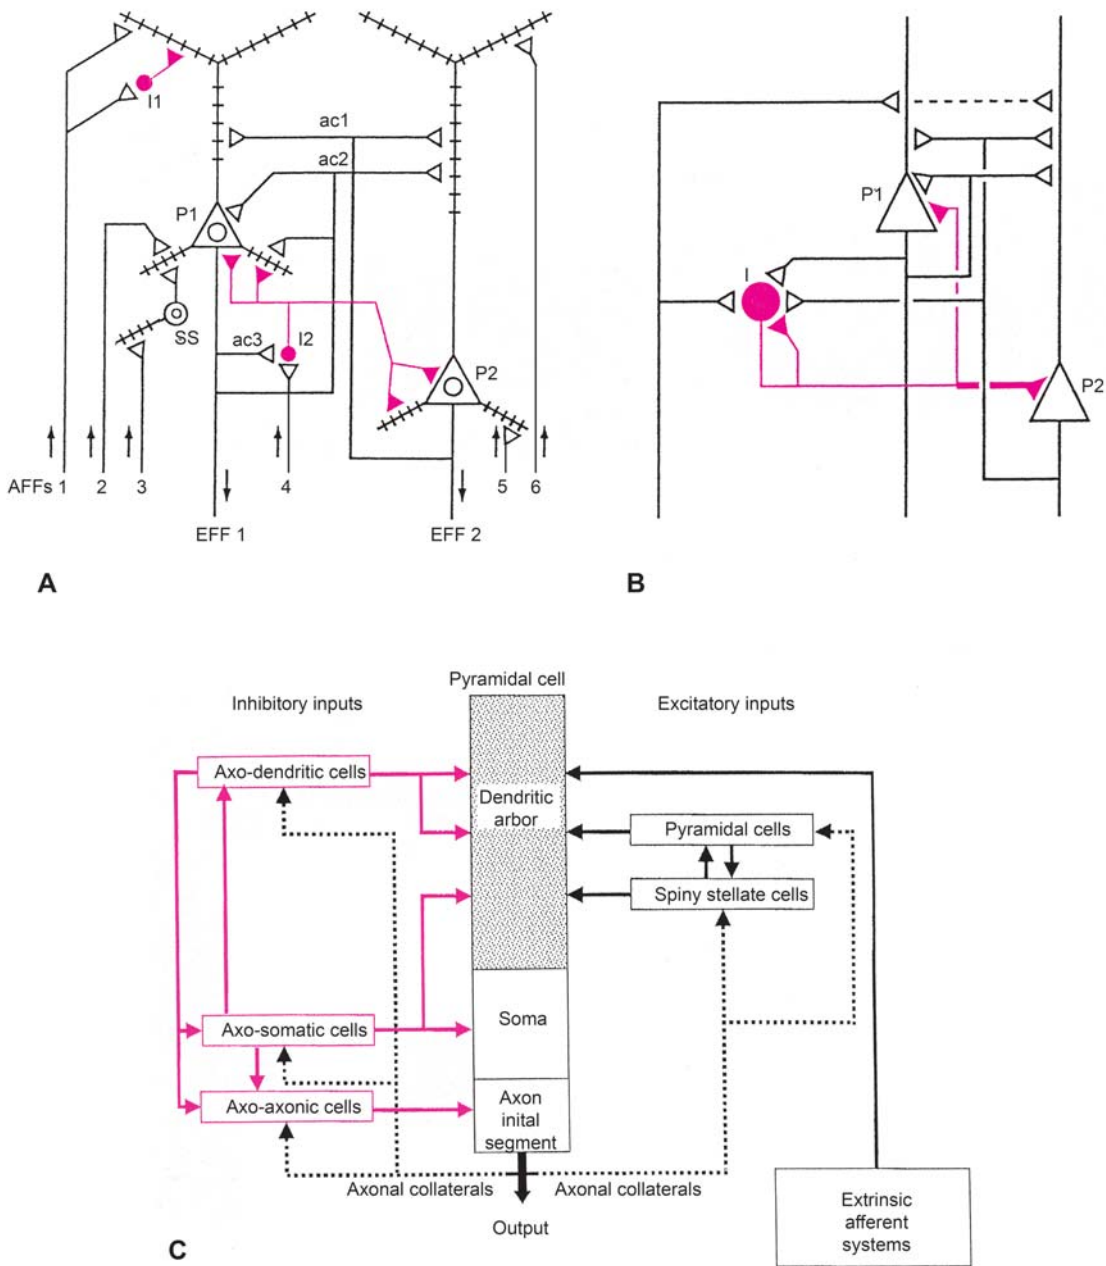 I1
ac1
ac2
P1
SS
ac3
I2
P2
AFFs 1 2 3 4 5 6
EFF 1 EFF 2
A
P1
I
P2
B
Pyramidal cell
Inhibitory inputs
Excitatory inputs
Axo-dendritic cells
Dendritic
arbor
Pyramidal cells
Spiny stellate cells
Axo-somatic cells
Soma
Axo-axonic cells
Axon
inital
segment
Axonal collaterals
Axonal collaterals
Output
Extrinsic
afferent
systems
C